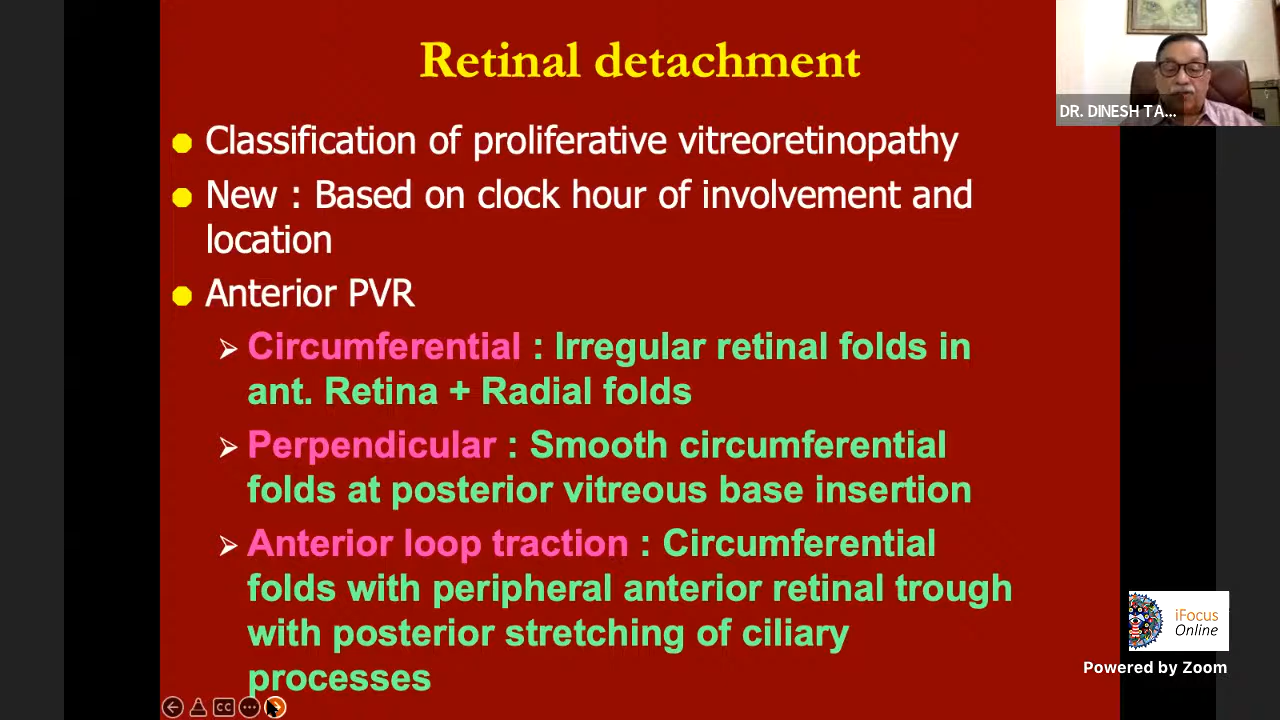 Retinal detachment
Classification of proliferative vitreoretinopathy
New : Based on clock hour of involvement and
location
Anterior PVR
Circumferential : Irregular retinal folds in
ant. Retina + Radial folds
Perpendicular : Smooth circumferential
folds at posterior vitreous base insertion
Anterior loop traction : Circumferential
folds with peripheral anterior retinal trough
with posterior stretching of ciliary
processes
DR. DINESH TA...
iFocus
Online
Powered by Zoom
CC